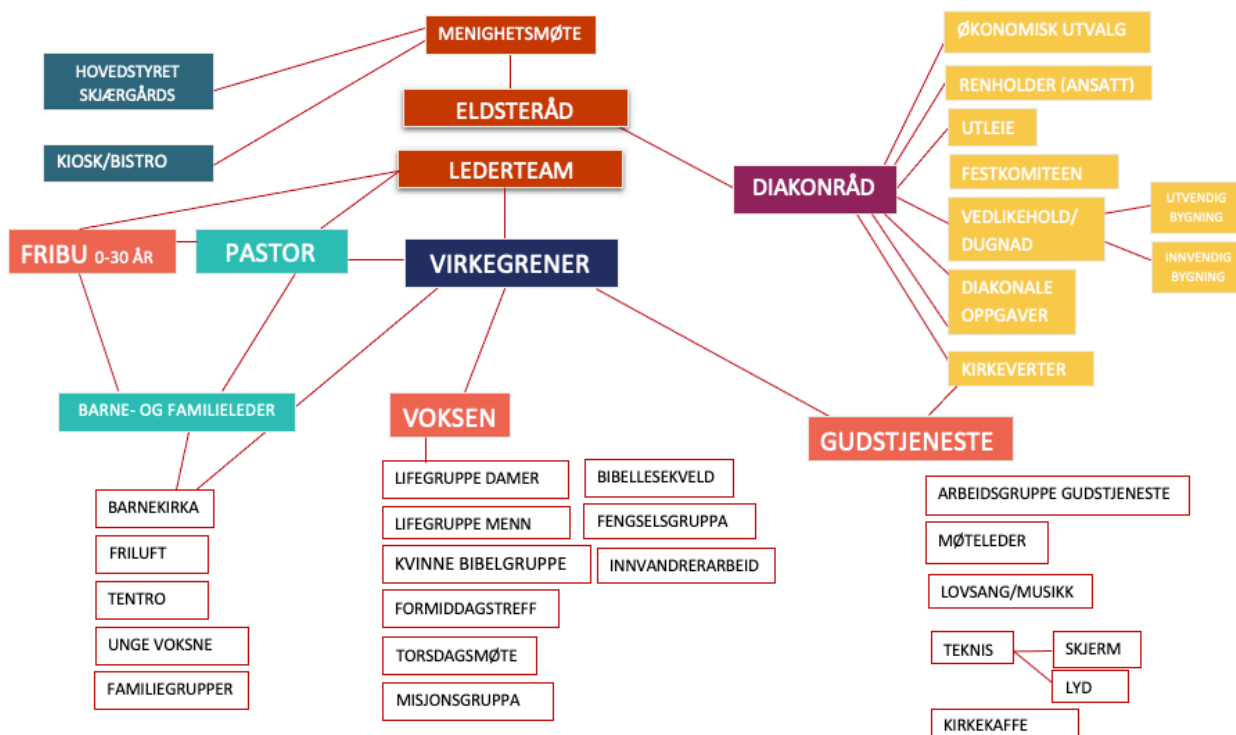 MENIGHETSMØTE
HOVEDSTYRET
SKJÆRGÅRDS
KIOSK/BISTRO
ELDSTERÅD
LEDERTEAM
FRIBU 0-30 ÅR
PASTOR
VIRKEGRENER
DIAKONRÅD
ØKONOMISK UTVALG
RENHOLDER (ANSATT)
UTLEIE
FESTKOMITEEN
VEDLIKEHOLD/
DUGNAD
UTVENDIG
BYGNING
INNVENDIG
BYGNING
DIAKONALE
OPPGAVER
KIRKEVERTER
BARNE- OG FAMILIELEDER
BARNEKIRKA
FRILUFT
TENTRO
UNGE VOKSNE
FAMILIEGRUPPER
VOKSEN
LIFEGRUPPE DAMER
LIFEGRUPPE MENN
KVINNE BIBELGRUPPE
FORMIDDAGSTREFF
TORSDAGSMØTE
MISJONSGRUPPA
BIBELLESEKVELD
FENGSELSGRUPPA
INNVANDRERARBEID
GUDSTJENESTE
ARBEIDSGRUPPE GUDSTJENESTE
MØTELEDER
LOVSANG/MUSIKK
TEKNIS
SKJERM
LYD
KIRKEKAFFE